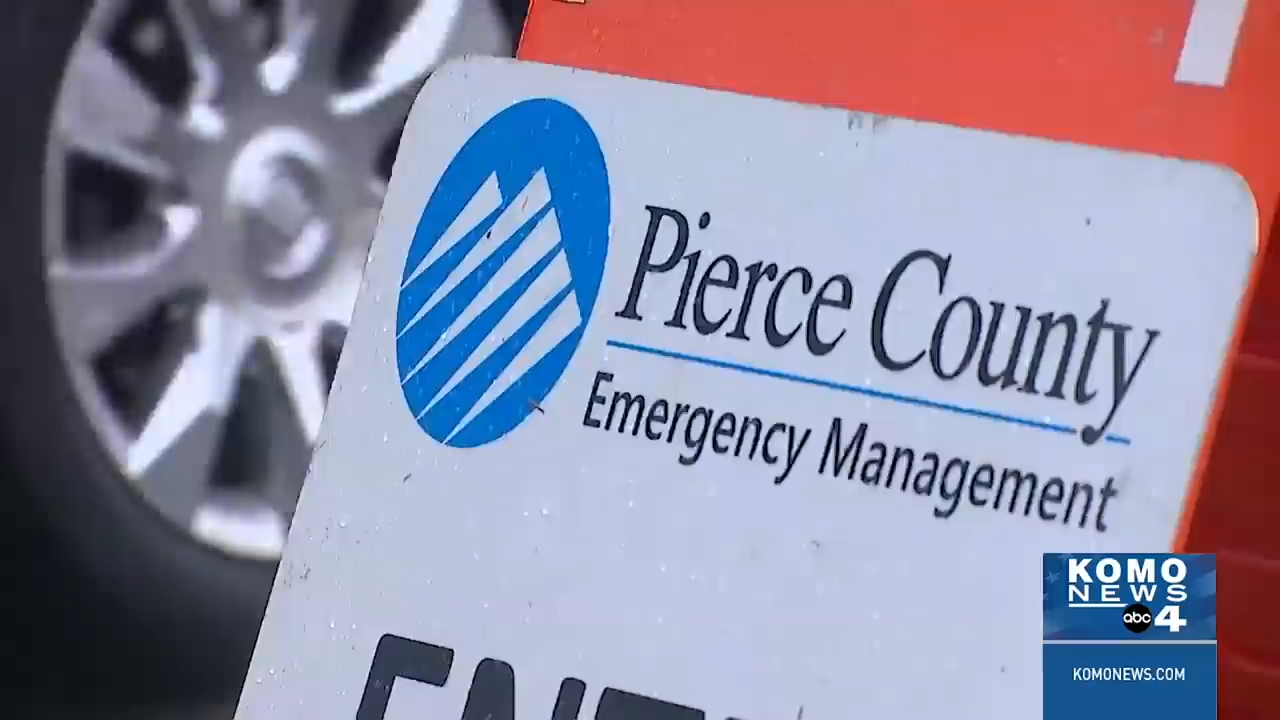 Pierce County
Emergency Management
KOMO
NEWS
abc 4
KOMONEWS.COM